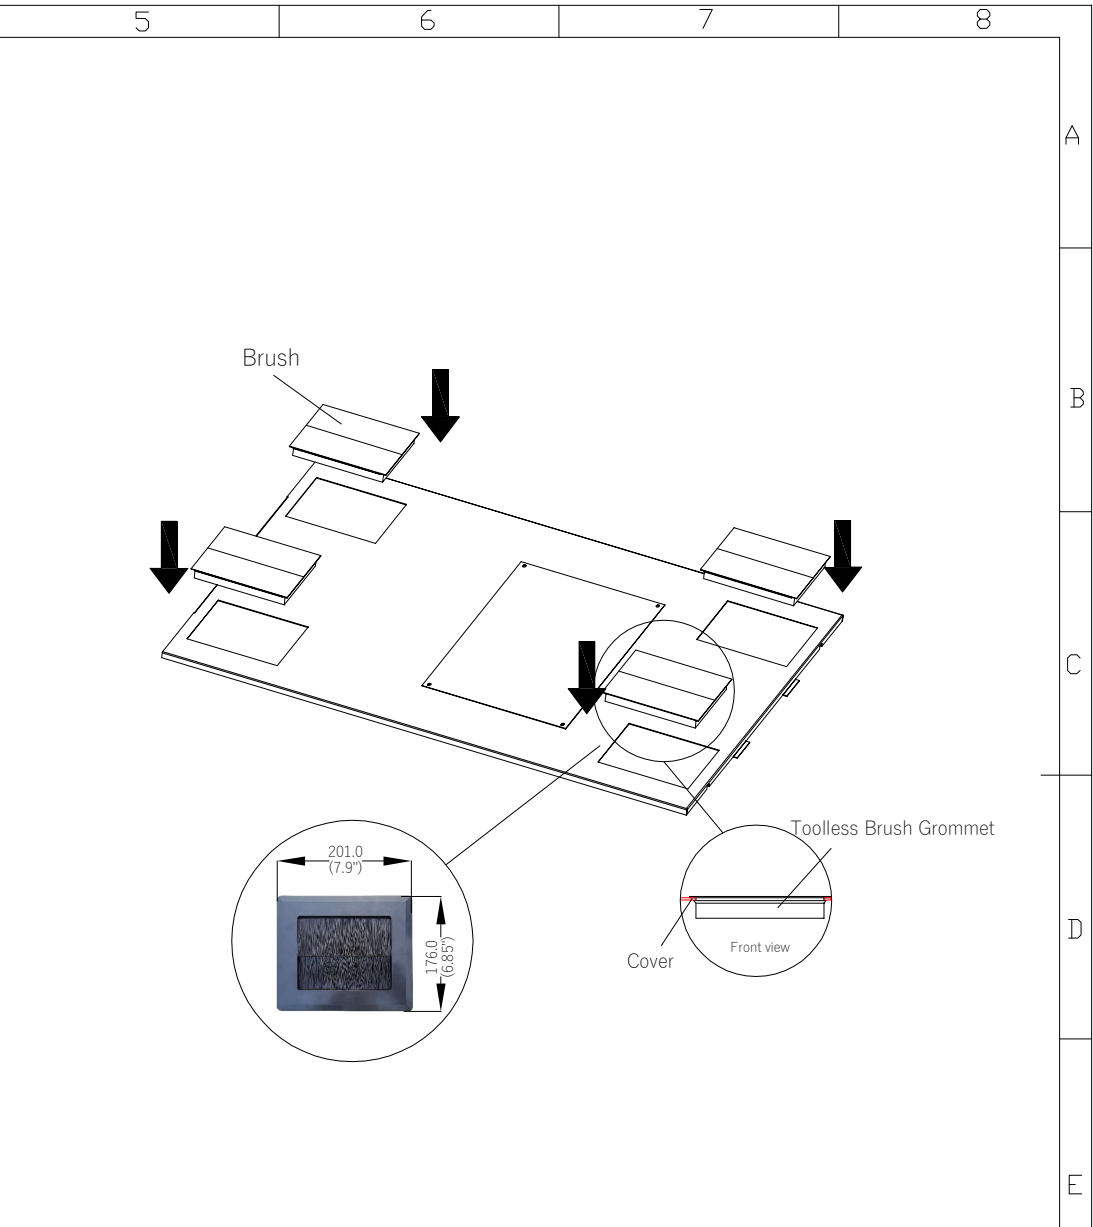 5 6 7 8
A
Brush
B
C
Toolless Brush Grommet
201.0
(7.9")
176.0
(6.85")
D
Front view
Cover
E